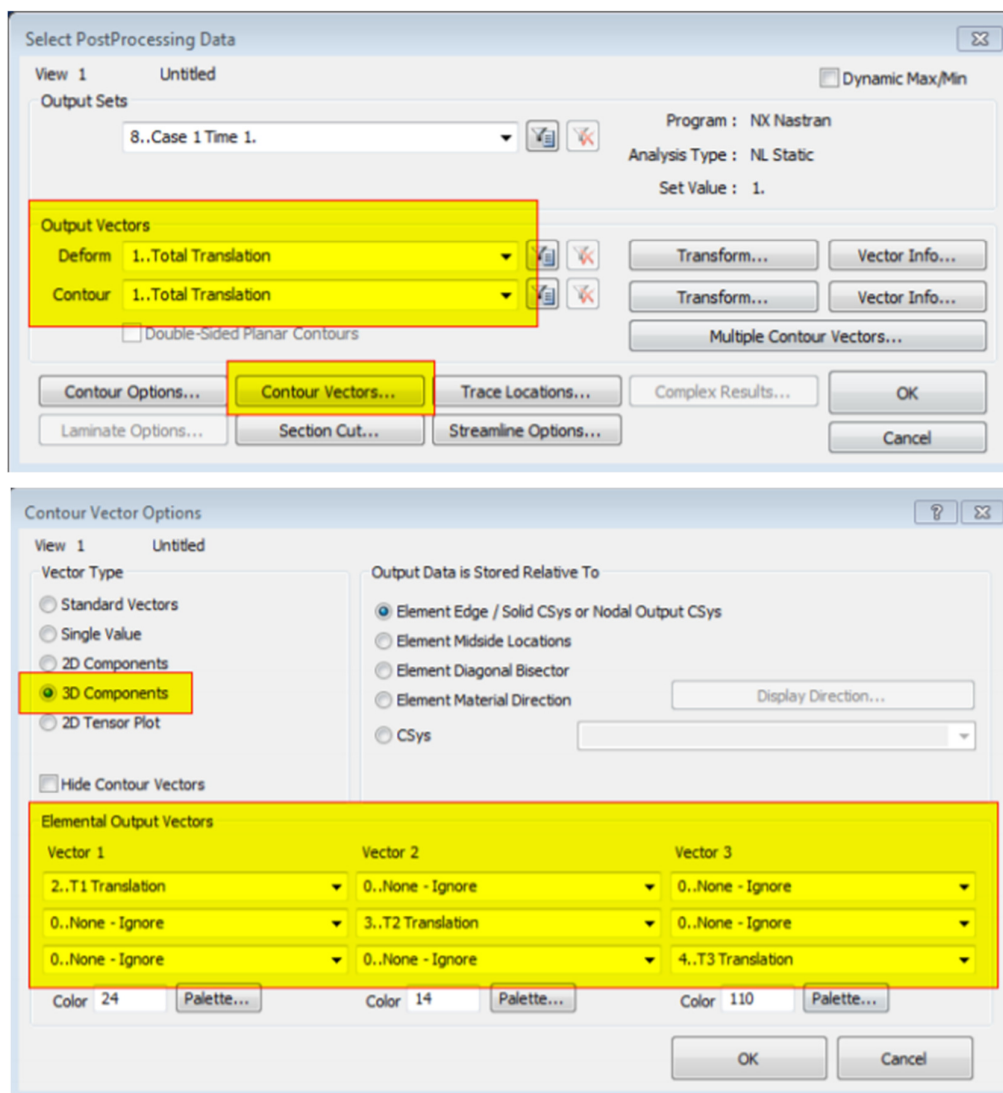 Select PostProcessing Data
View 1 Untitled
Dynamic Max/Min
Output Sets
8..Case 1 Time 1.
Program : NX Nastran
Analysis Type : NL Static
Set Value : 1.
Output Vectors
Deform 1..Total Translation Transform... Vector Info...
Contour 1..Total Translation Transform... Vector Info...
Double-Sided Planar Contours Multiple Contour Vectors...
Contour Options... Contour Vectors... Trace Locations... Complex Results... OK
Laminate Options... Section Cut... Streamline Options... Cancel
Contour Vector Options
View 1 Untitled
Vector Type
Standard Vectors
Single Value
2D Components
3D Components
2D Tensor Plot
Hide Contour Vectors
Output Data is Stored Relative To
Element Edge / Solid CSys or Nodal Output CSys
Element Midside Locations
Element Diagonal Bisector
Element Material Direction Display Direction...
CSys
Elemental Output Vectors
Vector 1 Vector 2 Vector 3
2..T1 Translation 0..None - Ignore 0..None - Ignore
0..None - Ignore 3..T2 Translation 0..None - Ignore
0..None - Ignore 0..None - Ignore 4..T3 Translation
Color 24 Palette... Color 14 Palette... Color 110 Palette...
OK Cancel